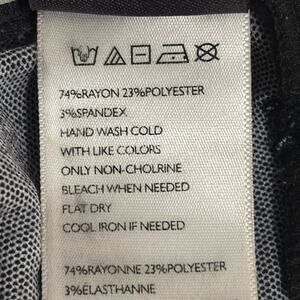 74%RAYON 23%POLYESTER
3%SPANDEX
HAND WASH COLD
WITH LIKE COLORS
ONLY NON-CHOLRINE
BLEACH WHEN NEEDED
FLAT DRY
COOL IRON IF NEEDED
74%RAYONNE 23%POLYESTER
3%ÉLASTHANNE